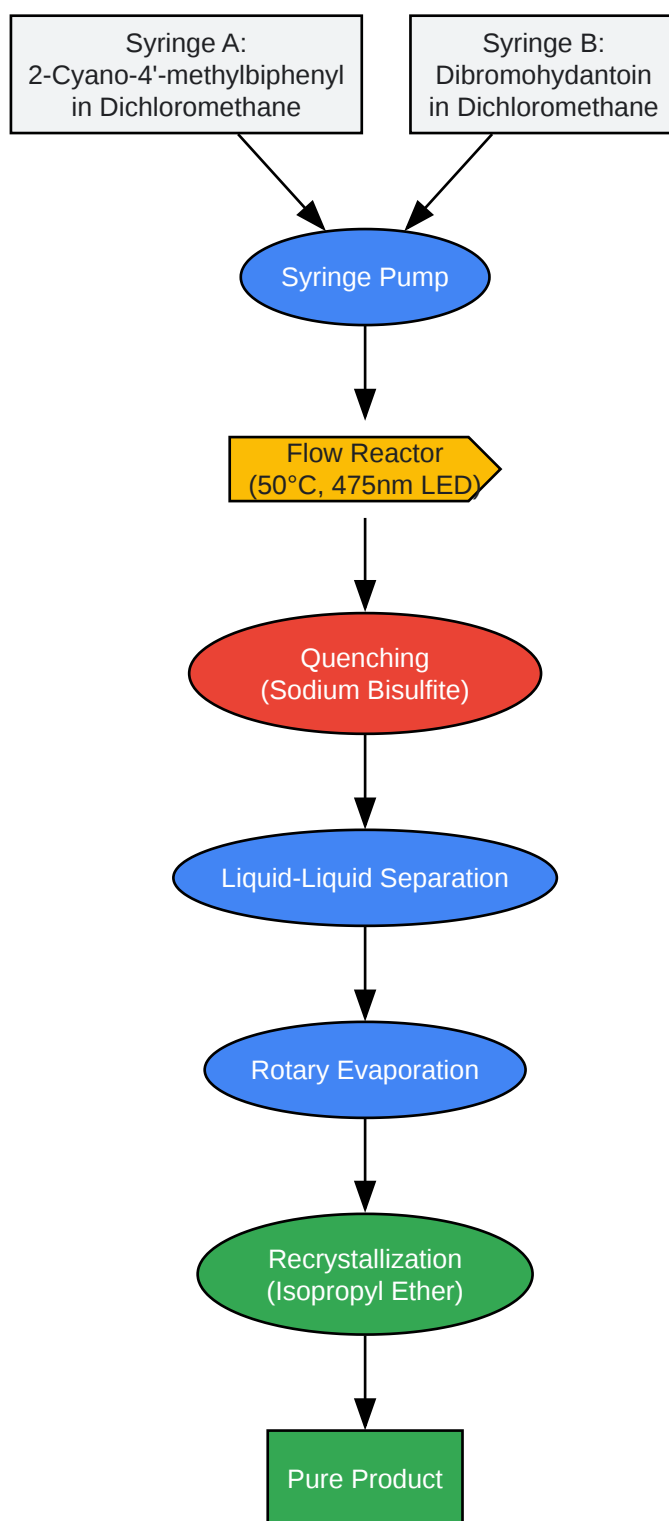 Syringe A:
2-Cyano-4'-methylbiphenyl
in Dichloromethane
Syringe B:
Dibromohydantoin
in Dichloromethane
Syringe Pump
Flow Reactor
(50°C, 475nm LED)
Quenching
(Sodium Bisulfite)
Liquid-Liquid Separation
Rotary Evaporation
Recrystallization
(Isopropyl Ether)
Pure Product